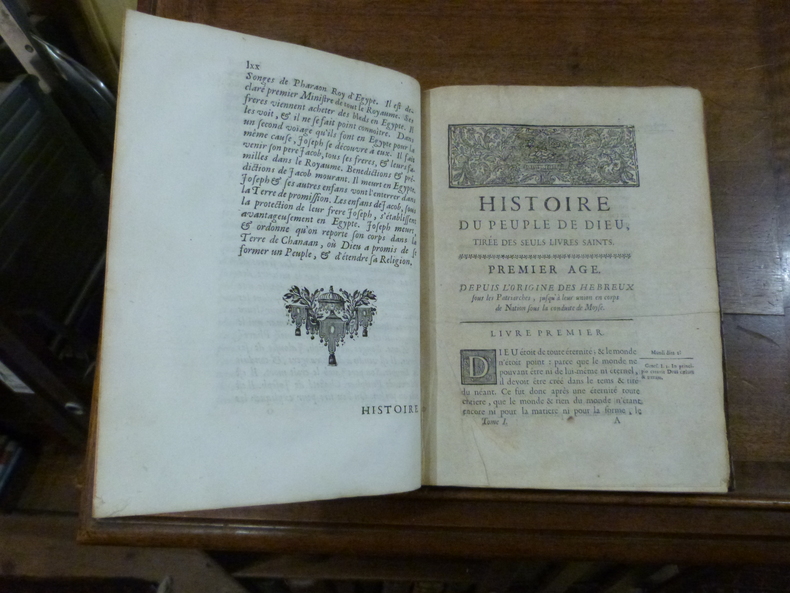 lxx
Songes de Pharaon Roy d'Egypte. Il est dé-
claré premier Ministre de tout le Royaume. Ses
freres viennent acheter des bleds en Egypte. Il
les voit, & il ne se fait point connoitre. Dans
un second voiage qu'ils font en Egypte pour la
même cause, Joseph se découvre à eux. Il fait
venir son pere Jacob, tous ses freres, & leurs fa-
milles dans le Royaume. Benedictions & pré-
dictions de Jacob mourant. Il meurt en Egypte.
Joseph & ses autres enfans vont l'enterrer dans
la Terre de promission. Les enfans de Jacob, sous
la protection de leur frere Joseph, s'établissent
avantageusement en Egypte. Joseph meurt,
& ordonne qu'on reporte son corps dans la
Terre de Chanaan, où Dieu a promis de se
former un Peuple, & d'étendre sa Religion.
HISTOIRE
HISTOIRE
DU PEUPLE DE DIEU,
TIRÉE DES SEULS LIVRES SAINTS.
PREMIER AGE,
DEPUIS L'ORIGINE DES HEBREUX
sous les Patriarches, jusqu'à leur union en corps
de Nation sous la conduite de Moyse.
LIVRE PREMIER.
DIEU étoit de toute éternité; & le monde
n'étoit point: parce que le monde ne
pouvant être ni de lui-même ni éternel,
il devoit être créé dans le tems & tiré
du néant. Ce fut donc après une éternité toute
entiere, que le monde & rien du monde n'étant
encore ni pour la matiere ni pour la forme, le
Tome I. A